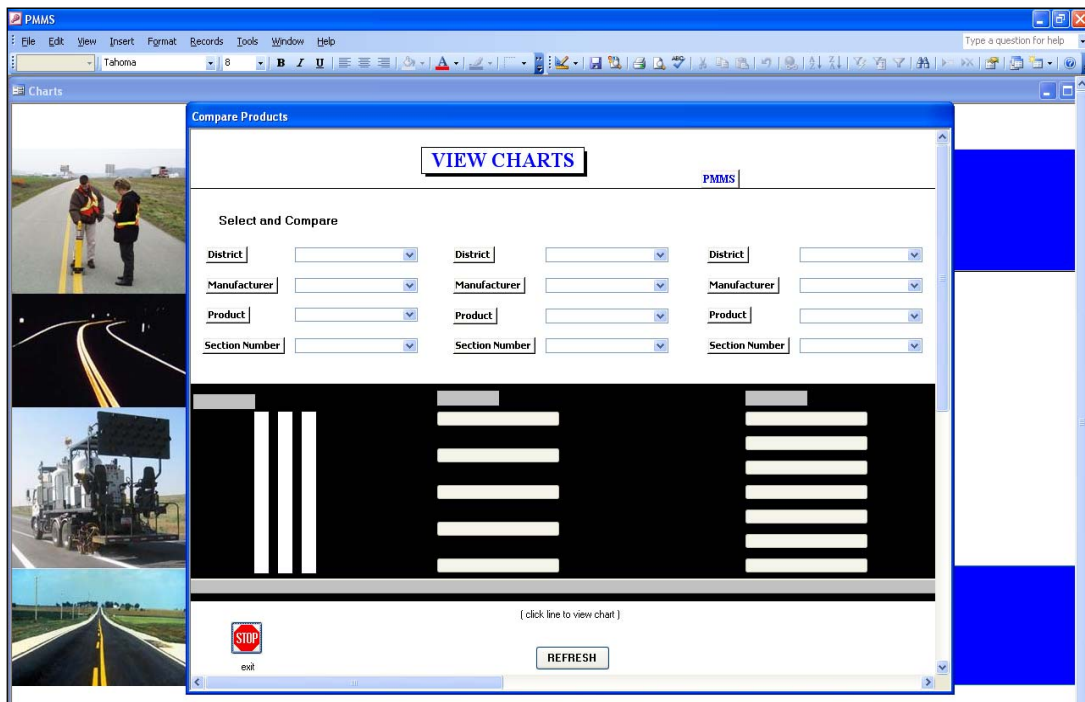 PMMS
File Edit View Insert Format Records Tools Window Help Type a question for help
Tahoma 8 B I U A
Charts
Compare Products
VIEW CHARTS
PMMS
Select and Compare
District District District
Manufacturer Manufacturer Manufacturer
Product Product Product
Section Number Section Number Section Number
( click line to view chart )
STOP
exit
REFRESH